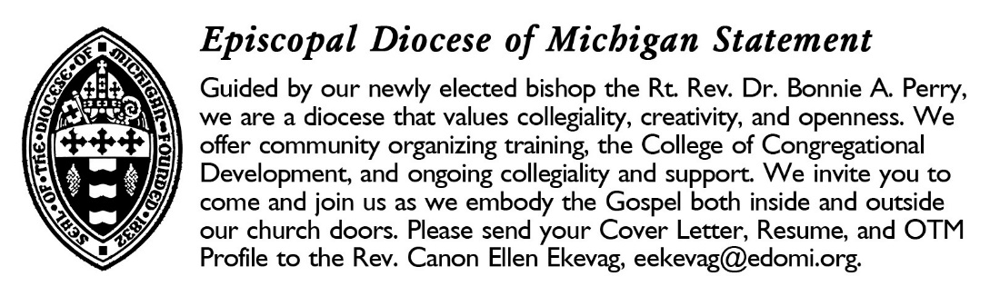 SEAL • OF • THE • DIOCESE • OF • MICHIGAN • FOUNDED • 1832
Episcopal Diocese of Michigan Statement
Guided by our newly elected bishop the Rt. Rev. Dr. Bonnie A. Perry,
we are a diocese that values collegiality, creativity, and openness. We
offer community organizing training, the College of Congregational
Development, and ongoing collegiality and support. We invite you to
come and join us as we embody the Gospel both inside and outside
our church doors. Please send your Cover Letter, Resume, and OTM
Profile to the Rev. Canon Ellen Ekevag, eekevag@edomi.org.